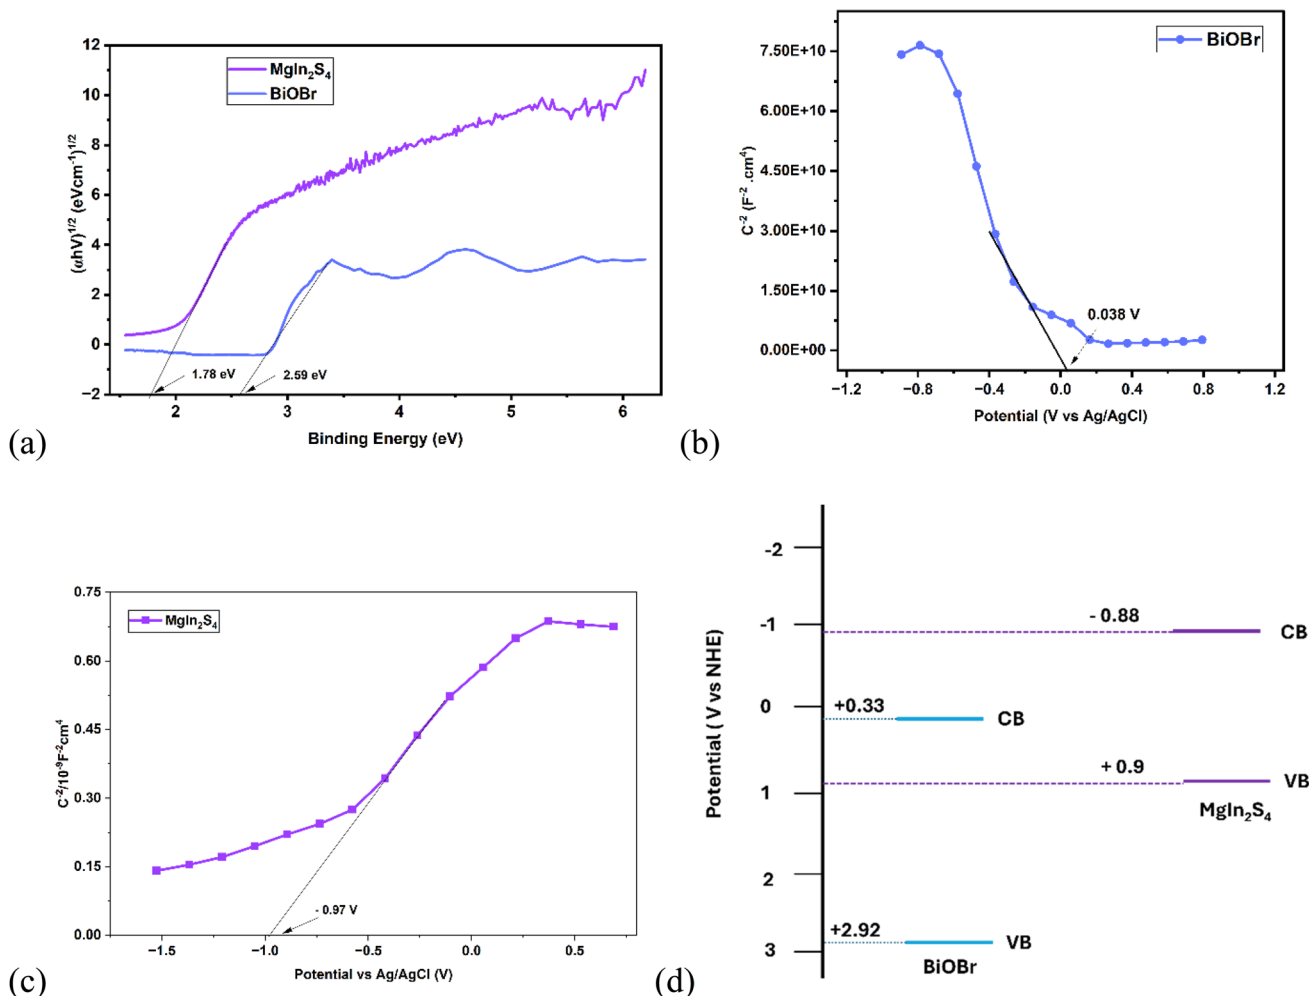 12
10
8
6
4
2
0
−2
(αhV)^1/2 (eVcm^-1)^1/2
MgIn₂S₄
BiOBr
1.78 eV
2.59 eV
2 3 4 5 6
Binding Energy (eV)
(a)
7.50E+10
6.00E+10
4.50E+10
3.00E+10
1.50E+10
0.00E+10
C^-2 (F^-2 .cm^4)
BiOBr
0.038 V
−1.2 −0.8 −0.4 0.0 0.4 0.8 1.2
Potential (V vs Ag/AgCl)
(b)
0.75
0.60
0.45
0.30
0.15
0.00
C^-2/10^-9F^-2cm^4
MgIn₂S₄
- 0.97 V
−1.5 −1.0 −0.5 0.0 0.5
Potential vs Ag/AgCl (V)
(c)
Potential ( V vs NHE)
-2
-1
0
1
2
3
- 0.88
CB
+0.33
CB
+ 0.9
VB
MgIn₂S₄
+2.92
VB
BiOBr
(d)